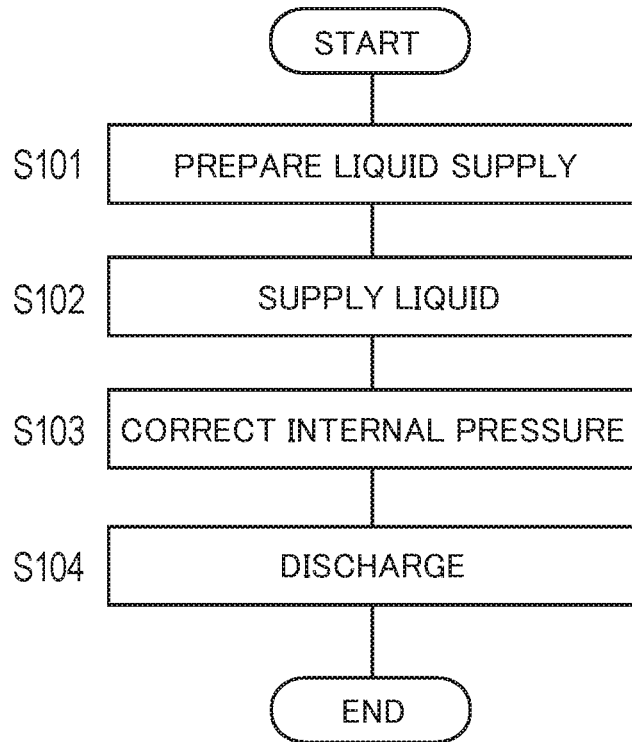 START
S101 PREPARE LIQUID SUPPLY
S102 SUPPLY LIQUID
S103 CORRECT INTERNAL PRESSURE
S104 DISCHARGE
END